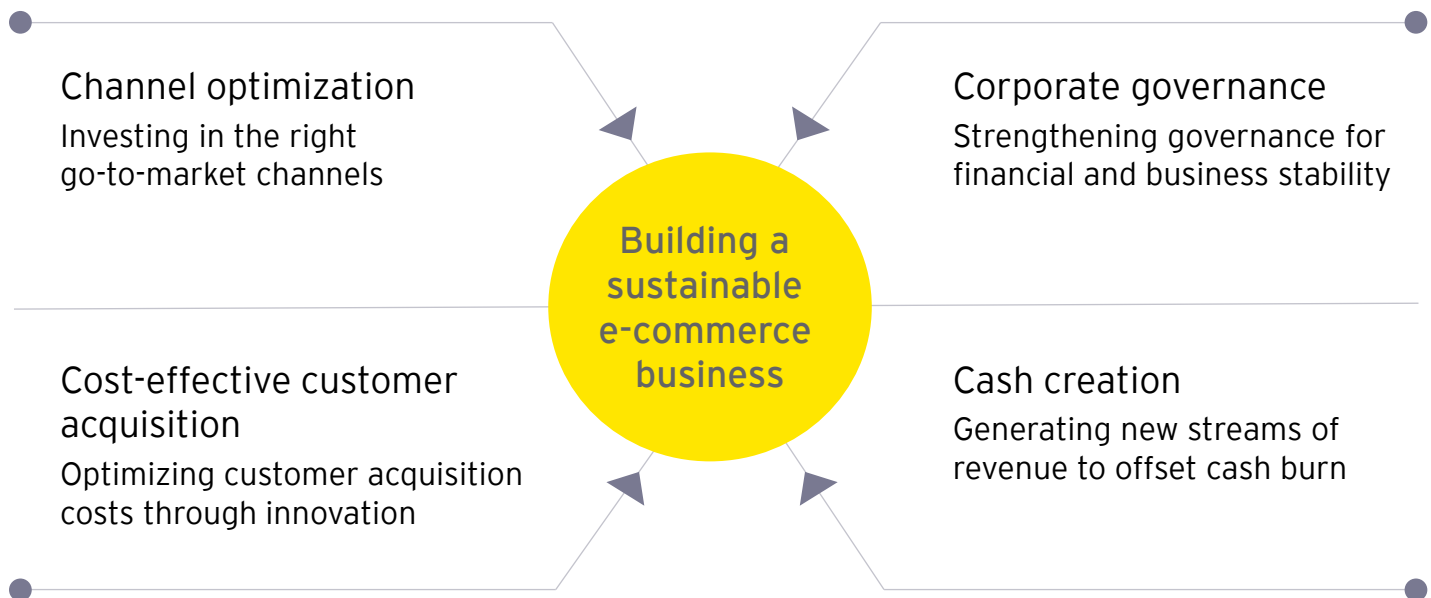 Channel optimization
Investing in the right
go-to-market channels
Corporate governance
Strengthening governance for
financial and business stability
Building a
sustainable
e-commerce
business
Cost-effective customer
acquisition
Optimizing customer acquisition
costs through innovation
Cash creation
Generating new streams of
revenue to offset cash burn